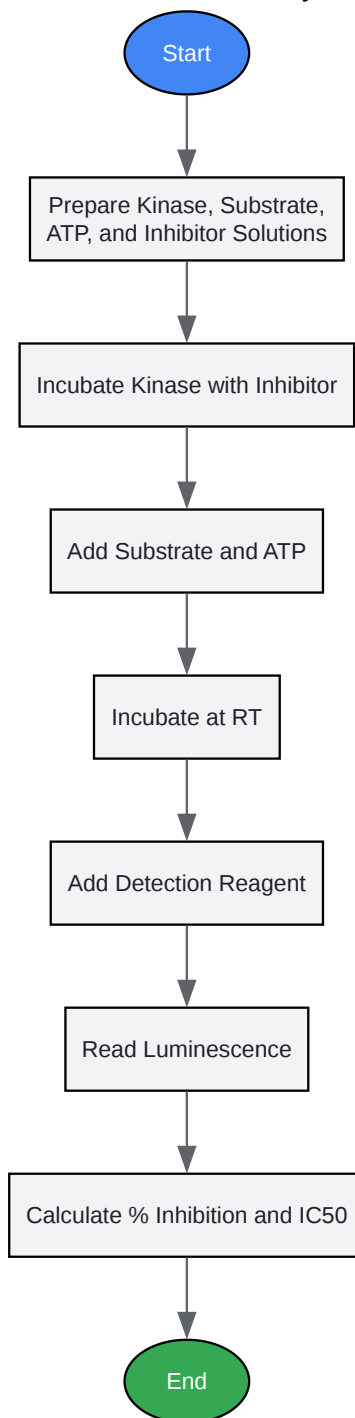 Start
Prepare Kinase, Substrate,
ATP, and Inhibitor Solutions
Incubate Kinase with Inhibitor
Add Substrate and ATP
Incubate at RT
Add Detection Reagent
Read Luminescence
Calculate % Inhibition and IC50
End